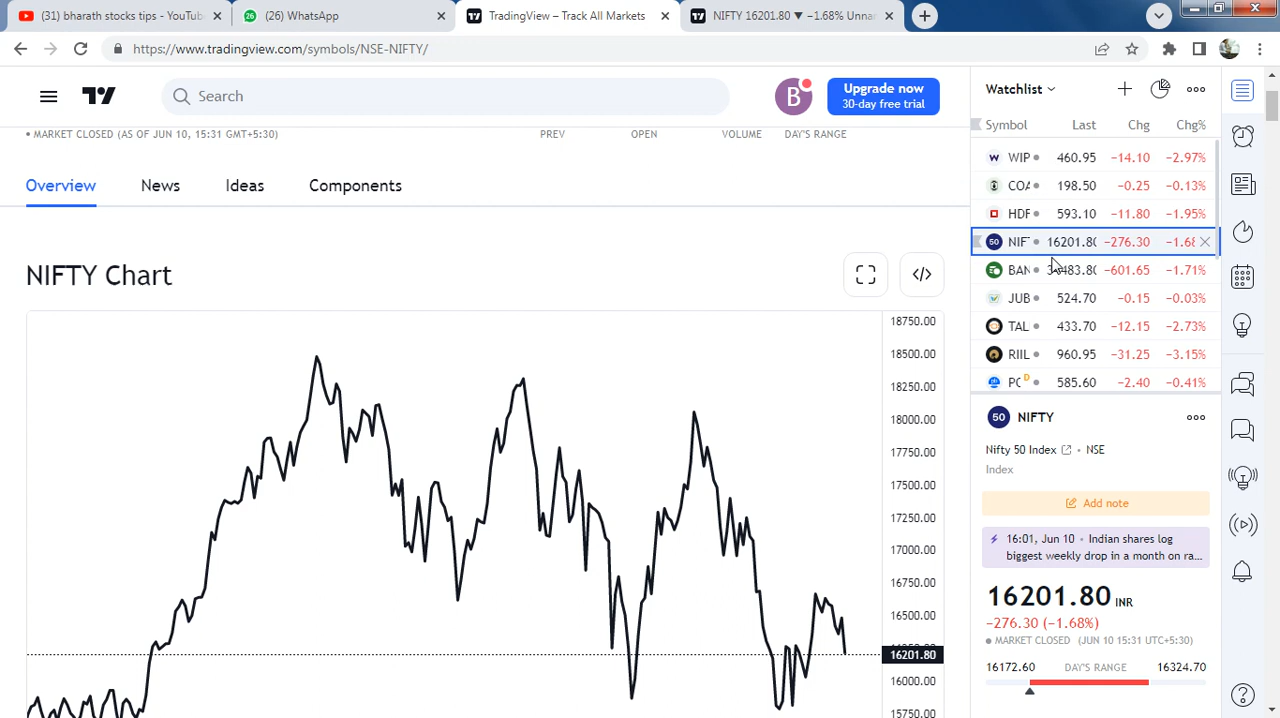 (31) bharath stocks tips - YouTub
(26) WhatsApp
TradingView – Track All Markets
NIFTY 16201.80 ▼ −1.68% Unna
https://www.tradingview.com/symbols/NSE-NIFTY/
Search
B
Upgrade now
30-day free trial
Watchlist
Symbol Last Chg Chg%
MARKET CLOSED (AS OF JUN 10, 15:31 GMT+5:30)
PREV OPEN VOLUME DAY'S RANGE
Overview News Ideas Components
WIP 460.95 −14.10 −2.97%
COA 198.50 −0.25 −0.13%
HDF 593.10 −11.80 −1.95%
50 NIF 16201.80 −276.30 −1.68
BAN 483.80 −601.65 −1.71%
JUB 524.70 −0.15 −0.03%
TAL 433.70 −12.15 −2.73%
RIIL 960.95 −31.25 −3.15%
PC D 585.60 −2.40 −0.41%
NIFTY Chart
18750.00
18500.00
18250.00
18000.00
17750.00
17500.00
17250.00
17000.00
16750.00
16500.00
16201.80
16000.00
15750.00
50 NIFTY
Nifty 50 Index • NSE
Index
Add note
16:01, Jun 10 • Indian shares log
biggest weekly drop in a month on ra...
16201.80 INR
−276.30 (−1.68%)
MARKET CLOSED (JUN 10 15:31 UTC+5:30)
16172.60 DAY'S RANGE 16324.70